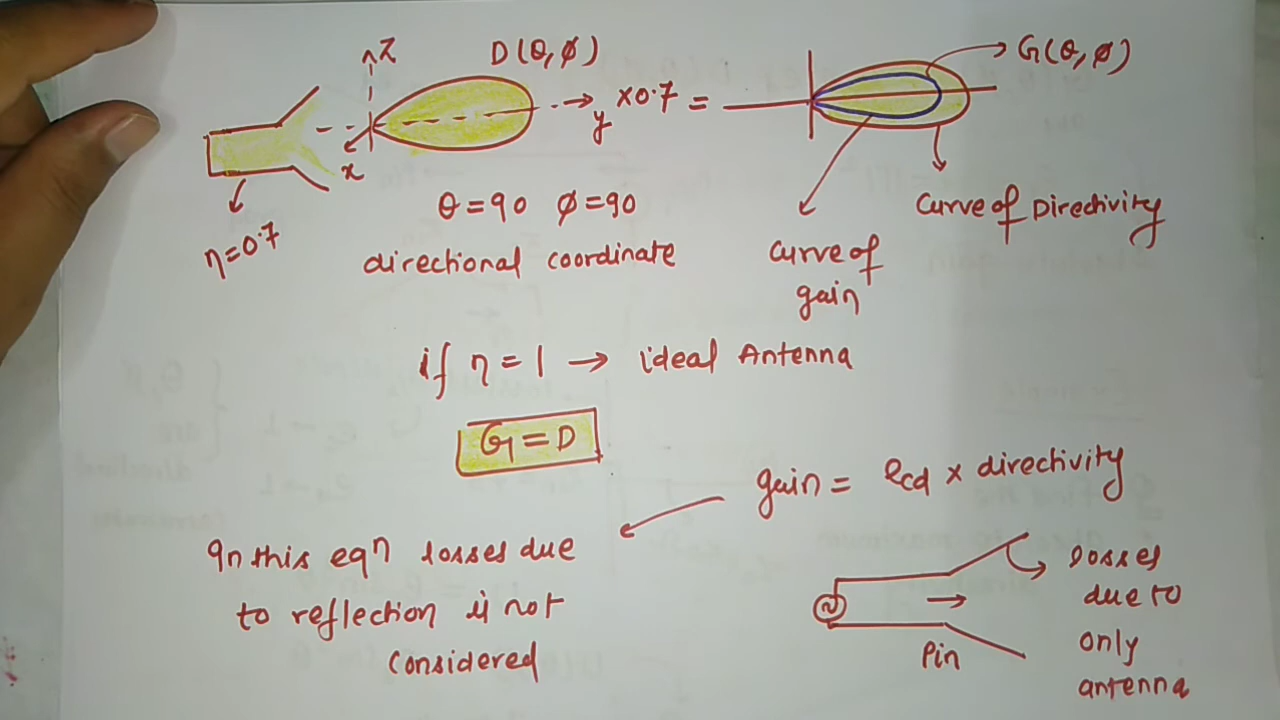 z D(θ,ϕ) G(θ,ϕ)
y ×0.7 =
x
η=0.7
θ=90 ϕ=90
directional coordinate
curve of
gain
curve of Directivity
if η=1 → ideal Antenna
G=D
gain = ecd × directivity
In this eqn losses due
to reflection is not
considered
Pin
losses
due to
only
antenna